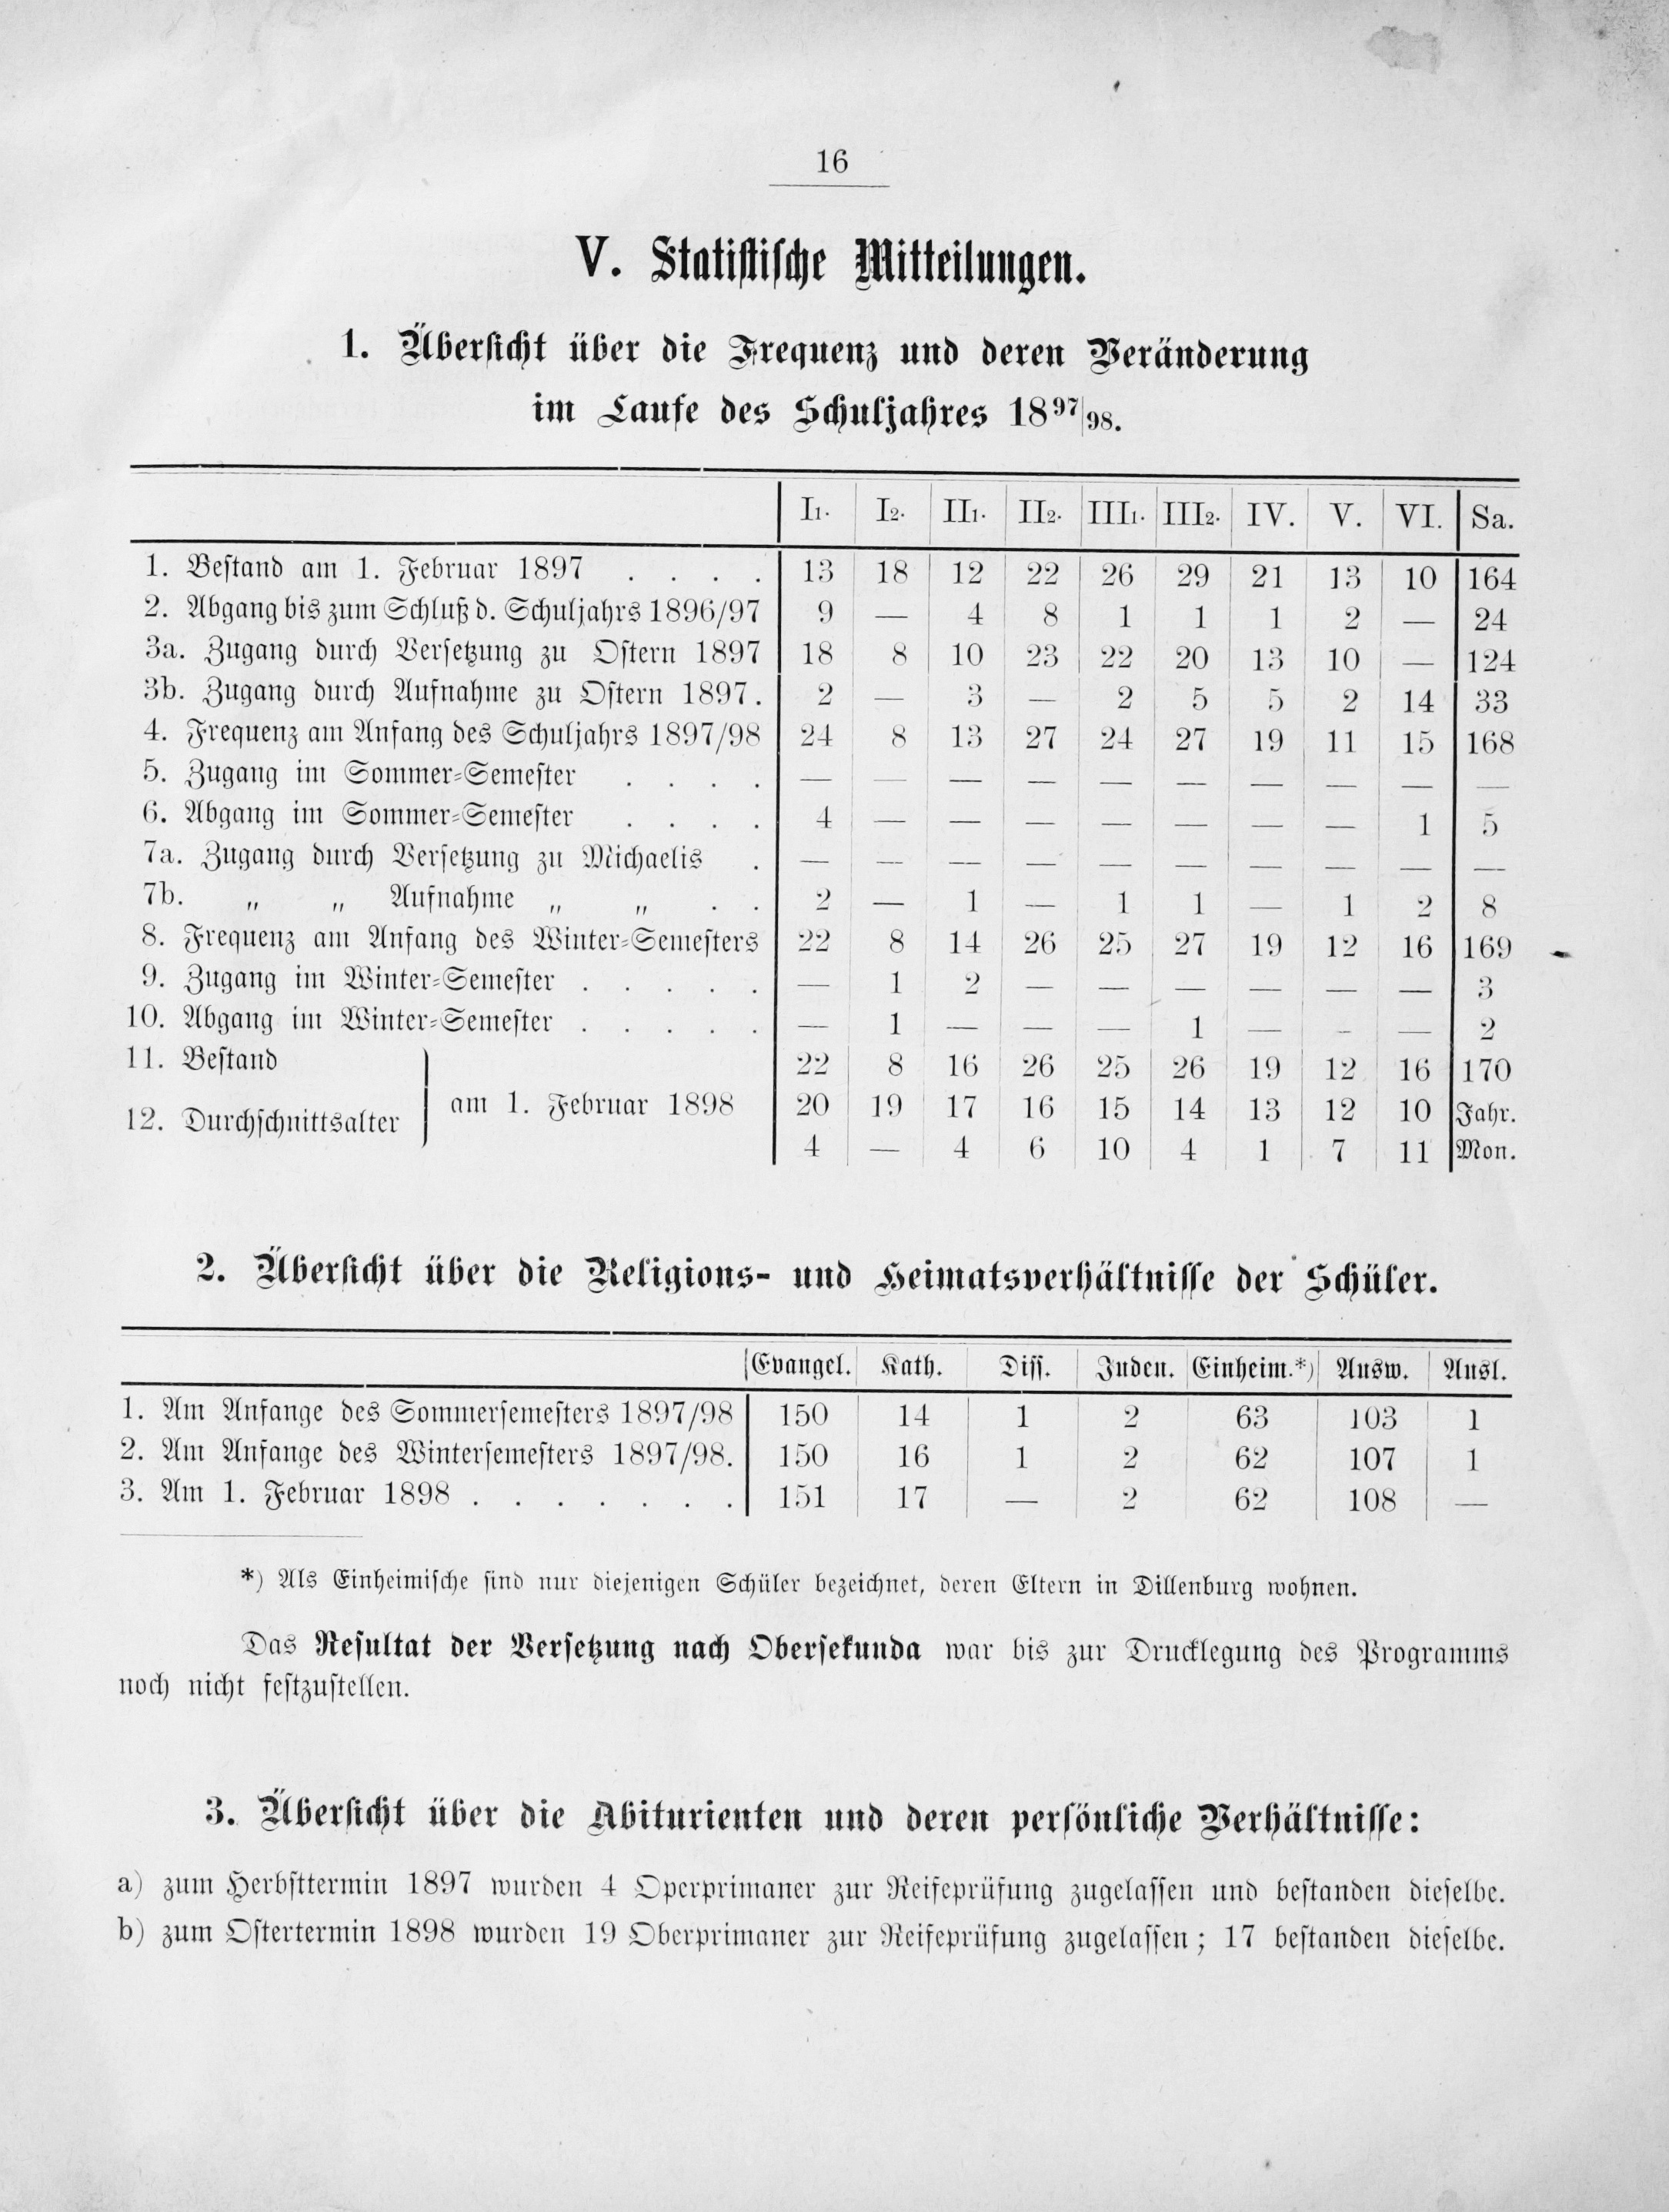 16
V. Statiſtiſche Mitteilungen.
1. Überſicht über die Frequenz und deren Veränderung
im Laufe des Schuljahres 18⁹⁷/₉₈.
I1. I2. II1. II2. III1. III2. IV. V. VI. Sa.
1. Beſtand am 1. Februar 1897 . . . . 13 18 12 22 26 29 21 13 10 164
2. Abgang bis zum Schluß d. Schuljahrs 1896/97 9 — 4 8 1 1 1 2 — 24
3a. Zugang durch Verſetzung zu Oſtern 1897 18 8 10 23 22 20 13 10 — 124
3b. Zugang durch Aufnahme zu Oſtern 1897. 2 — 3 — 2 5 5 2 14 33
4. Frequenz am Anfang des Schuljahrs 1897/98 24 8 13 27 24 27 19 11 15 168
5. Zugang im Sommer-Semeſter . . . . — — — — — — — — — —
6. Abgang im Sommer-Semeſter . . . . 4 — — — — — — — 1 5
7a. Zugang durch Verſetzung zu Michaelis . — — — — — — — — — —
7b. „ „ Aufnahme „ „ . . 2 — 1 — 1 1 — 1 2 8
8. Frequenz am Anfang des Winter-Semeſters 22 8 14 26 25 27 19 12 16 169
9. Zugang im Winter-Semeſter . . . . . — 1 2 — — — — — — 3
10. Abgang im Winter-Semeſter . . . . . — 1 — — — 1 — - — 2
11. Beſtand 22 8 16 26 25 26 19 12 16 170
12. Durchſchnittsalter } am 1. Februar 1898 20 19 17 16 15 14 13 12 10 Jahr.
4 — 4 6 10 4 1 7 11 Mon.
2. Überſicht über die Religions- und Heimatsverhältniſſe der Schüler.
Evangel. Kath. Diſſ. Juden. Einheim.*) Ausw. Ausl.
1. Am Anfange des Sommerſemeſters 1897/98 150 14 1 2 63 103 1
2. Am Anfange des Winterſemeſters 1897/98. 150 16 1 2 62 107 1
3. Am 1. Februar 1898 . . . . . . . 151 17 — 2 62 108 —
*) Als Einheimiſche ſind nur diejenigen Schüler bezeichnet, deren Eltern in Dillenburg wohnen.
Das Reſultat der Verſetzung nach Oberſekunda war bis zur Drucklegung des Programms
noch nicht feſtzuſtellen.
3. Überſicht über die Abiturienten und deren perſönliche Verhältniſſe:
a) zum Herbſttermin 1897 wurden 4 Operprimaner zur Reifeprüfung zugelaſſen und beſtanden dieſelbe.
b) zum Oſtertermin 1898 wurden 19 Oberprimaner zur Reifeprüfung zugelaſſen; 17 beſtanden dieſelbe.